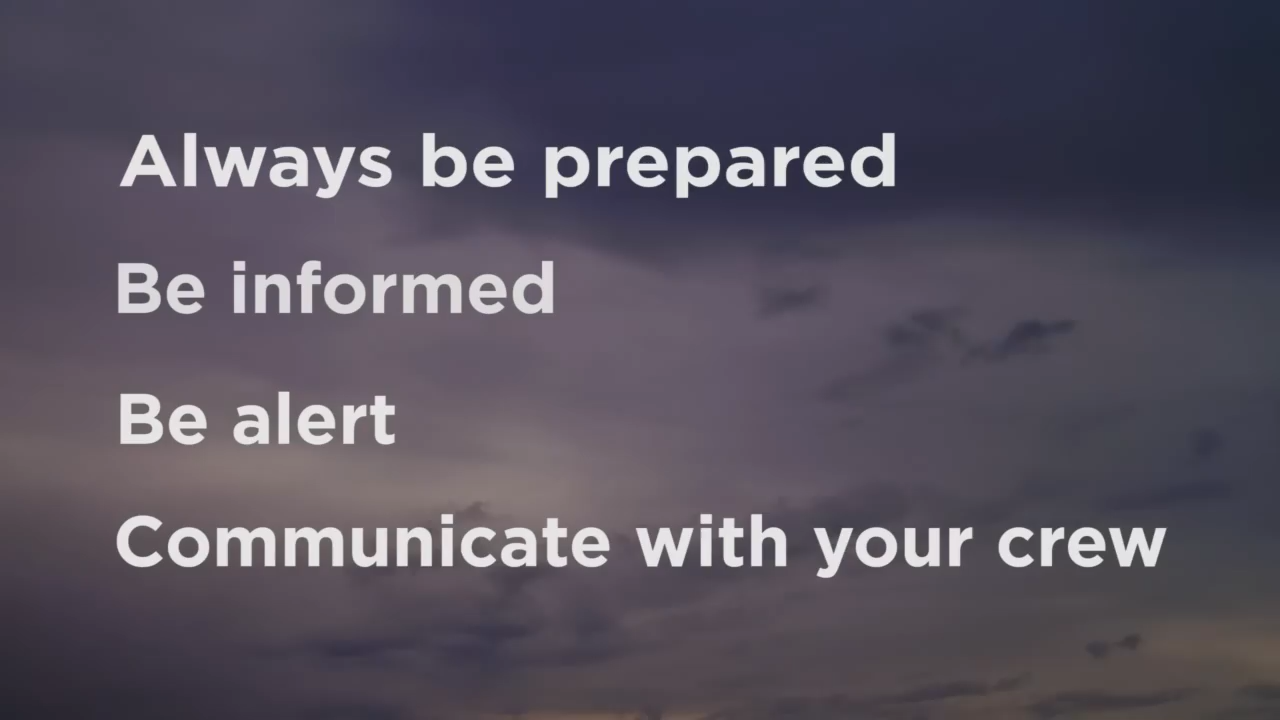 Always be prepared
Be informed
Be alert
Communicate with your crew